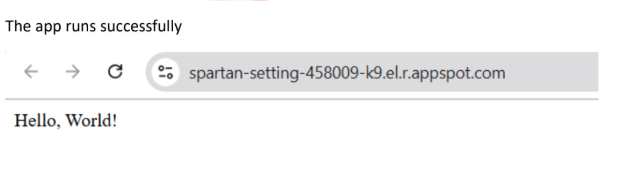 The app runs successfully
spartan-setting-458009-k9.el.r.appspot.com
Hello, World!